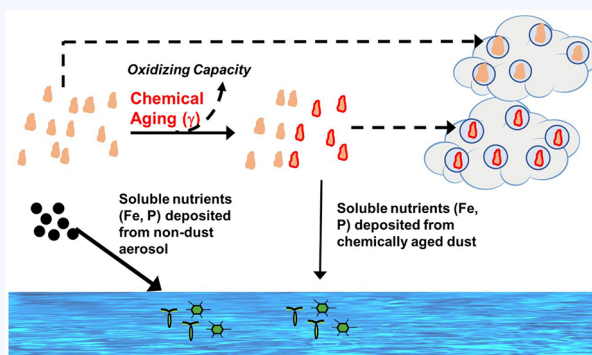 Oxidizing Capacity
Chemical
Aging (γ)
Soluble nutrients
(Fe, P) deposited
from non-dust
aerosol
Soluble nutrients (Fe,
P) deposited from
chemically aged dust